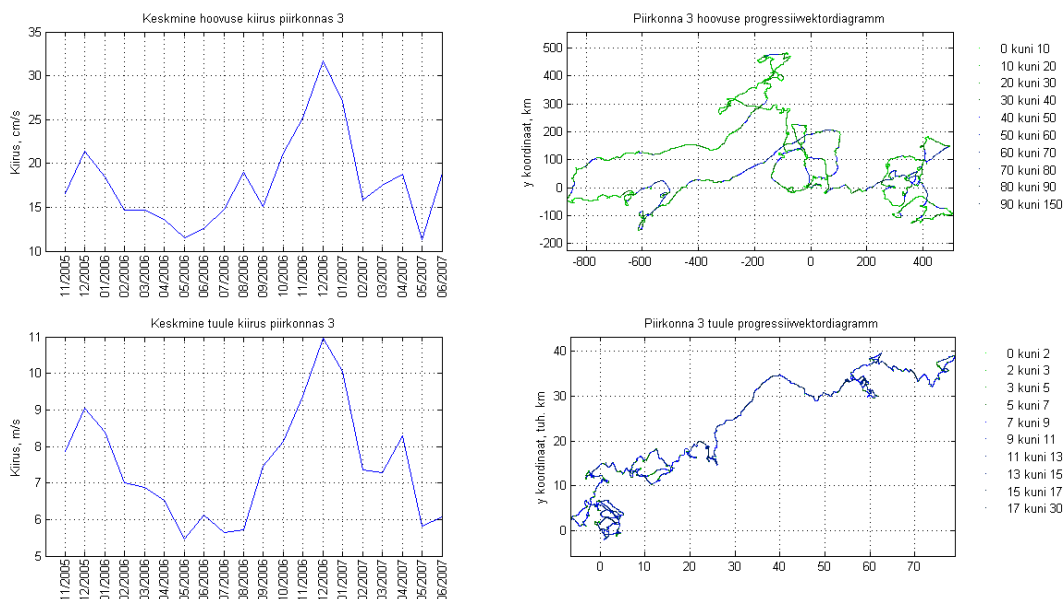 Keskmine hoovuse kiirus piirkonnas 3
Kiirus, cm/s
35
30
25
20
15
10
11/2005
12/2005
01/2006
02/2006
03/2006
04/2006
05/2006
06/2006
07/2006
08/2006
09/2006
10/2006
11/2006
12/2006
01/2007
02/2007
03/2007
04/2007
05/2007
06/2007
Piirkonna 3 hoovuse progressiivvektordiagramm
y koordinaat, km
500
400
300
200
100
0
-100
-200
-800
-600
-400
-200
0
200
400
0 kuni 10
10 kuni 20
20 kuni 30
30 kuni 40
40 kuni 50
50 kuni 60
60 kuni 70
70 kuni 80
80 kuni 90
90 kuni 150
Keskmine tuule kiirus piirkonnas 3
Kiirus, m/s
11
10
9
8
7
6
5
11/2005
12/2005
01/2006
02/2006
03/2006
04/2006
05/2006
06/2006
07/2006
08/2006
09/2006
10/2006
11/2006
12/2006
01/2007
02/2007
03/2007
04/2007
05/2007
06/2007
Piirkonna 3 tuule progressiivvektordiagramm
y koordinaat, tuh. km
40
30
20
10
0
0
10
20
30
40
50
60
70
0 kuni 2
2 kuni 3
3 kuni 5
5 kuni 7
7 kuni 9
9 kuni 11
11 kuni 13
13 kuni 15
15 kuni 17
17 kuni 30